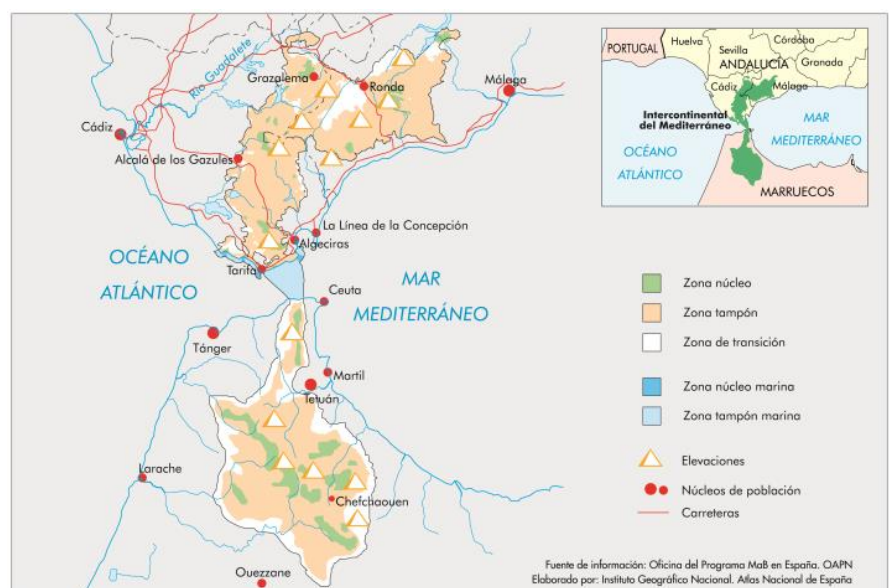 Río Guadalete
Grazalema
Ronda
Málaga
Cádiz
Alcalá de los Gazules
La Línea de la Concepción
Algeciras
OCÉANO
ATLÁNTICO
Tarifa
MAR
MEDITERRÁNEO
Ceuta
Tánger
Martil
Tetuán
Larache
Chefchaouen
Ouezzane
PORTUGAL
Huelva
Sevilla
Córdoba
ANDALUCÍA
Granada
Cádiz
Málaga
Intercontinental
del Mediterráneo
MAR
MEDITERRÁNEO
OCÉANO
ATLÁNTICO
MARRUECOS
Zona núcleo
Zona tampón
Zona de transición
Zona núcleo marina
Zona tampón marina
Elevaciones
Núcleos de población
Carreteras
Fuente de información: Oficina del Programa MaB en España. OAPN
Elaborado por: Instituto Geográfico Nacional. Atlas Nacional de España